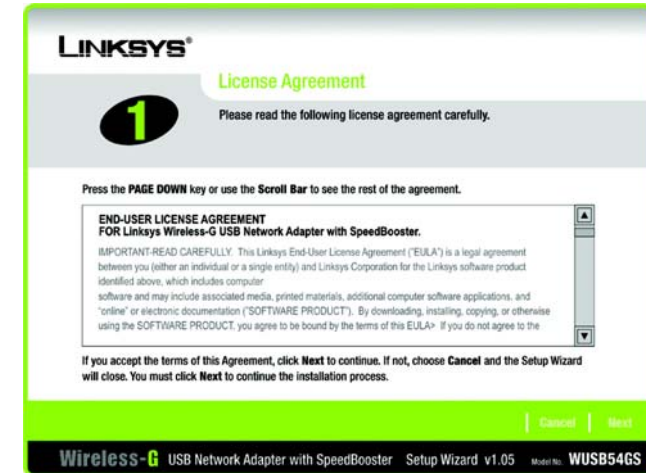 LINKSYS®
License Agreement
1
Please read the following license agreement carefully.
Press the PAGE DOWN key or use the Scroll Bar to see the rest of the agreement.
END-USER LICENSE AGREEMENT
FOR Linksys Wireless-G USB Network Adapter with SpeedBooster.
IMPORTANT-READ CAREFULLY. This Linksys End-User License Agreement ("EULA") is a legal agreement
between you (either an individual or a single entity) and Linksys Corporation for the Linksys software product
identified above, which includes computer
software and may include associated media, printed materials, additional computer software applications, and
"online" or electronic documentation ("SOFTWARE PRODUCT"). By downloading, installing, copying, or otherwise
using the SOFTWARE PRODUCT, you agree to be bound by the terms of this EULA> If you do not agree to the
If you accept the terms of this Agreement, click Next to continue. If not, choose Cancel and the Setup Wizard
will close. You must click Next to continue the installation process.
Cancel Next
Wireless-G USB Network Adapter with SpeedBooster Setup Wizard v1.05 Model No. WUSB54GS